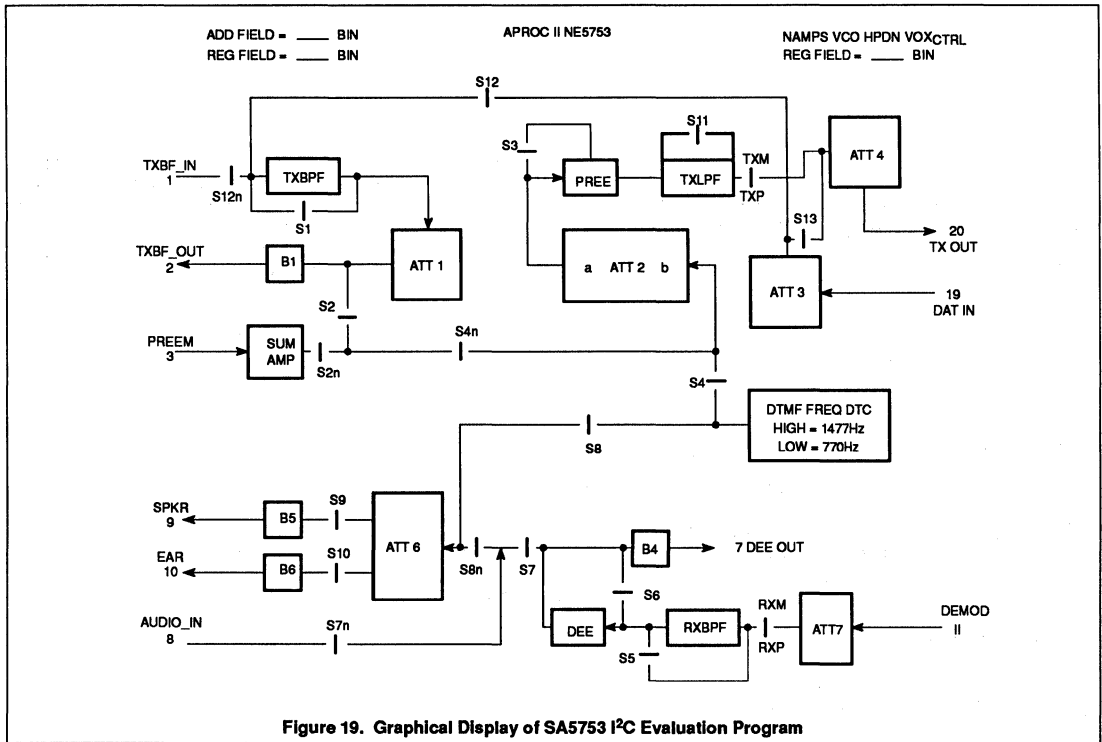 ADD FIELD = ____ BIN
REG FIELD = ____ BIN
APROC II NE5753
NAMPS VCO HPDN VOXCTRL
REG FIELD = ____ BIN
S12
S3
S11
TXBF_IN
1
S12n
TXBPF
S1
PREE
TXLPF
TXM
TXP
ATT 4
S13
20
TX OUT
TXBF_OUT
2
B1
ATT 1
a ATT 2 b
ATT 3
19
DAT IN
S2
PREEM
3
SUM
AMP
S2n
S4n
S4
S8
DTMF FREQ DTC
HIGH = 1477Hz
LOW = 770Hz
SPKR
9
B5
S9
ATT 6
EAR
10
B6
S10
S8n
S7
B4
7 DEE OUT
S6
AUDIO_IN
8
S7n
DEE
S5
RXBPF
RXM
RXP
ATT7
DEMOD
II
Figure 19. Graphical Display of SA5753 I²C Evaluation Program